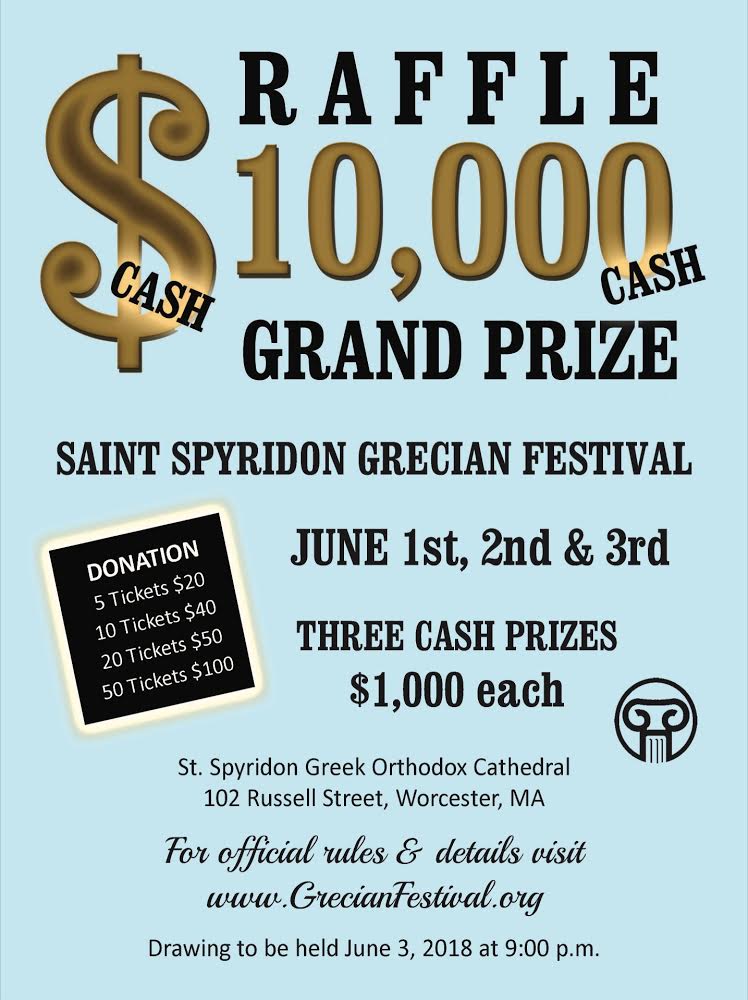 RAFFLE
$10,000
CASH
CASH
GRAND PRIZE
SAINT SPYRIDON GRECIAN FESTIVAL
DONATION
5 Tickets $20
10 Tickets $40
20 Tickets $50
50 Tickets $100
JUNE 1st, 2nd & 3rd
THREE CASH PRIZES
$1,000 each
St. Spyridon Greek Orthodox Cathedral
102 Russell Street, Worcester, MA
For official rules & details visit
www.GrecianFestival.org
Drawing to be held June 3, 2018 at 9:00 p.m.